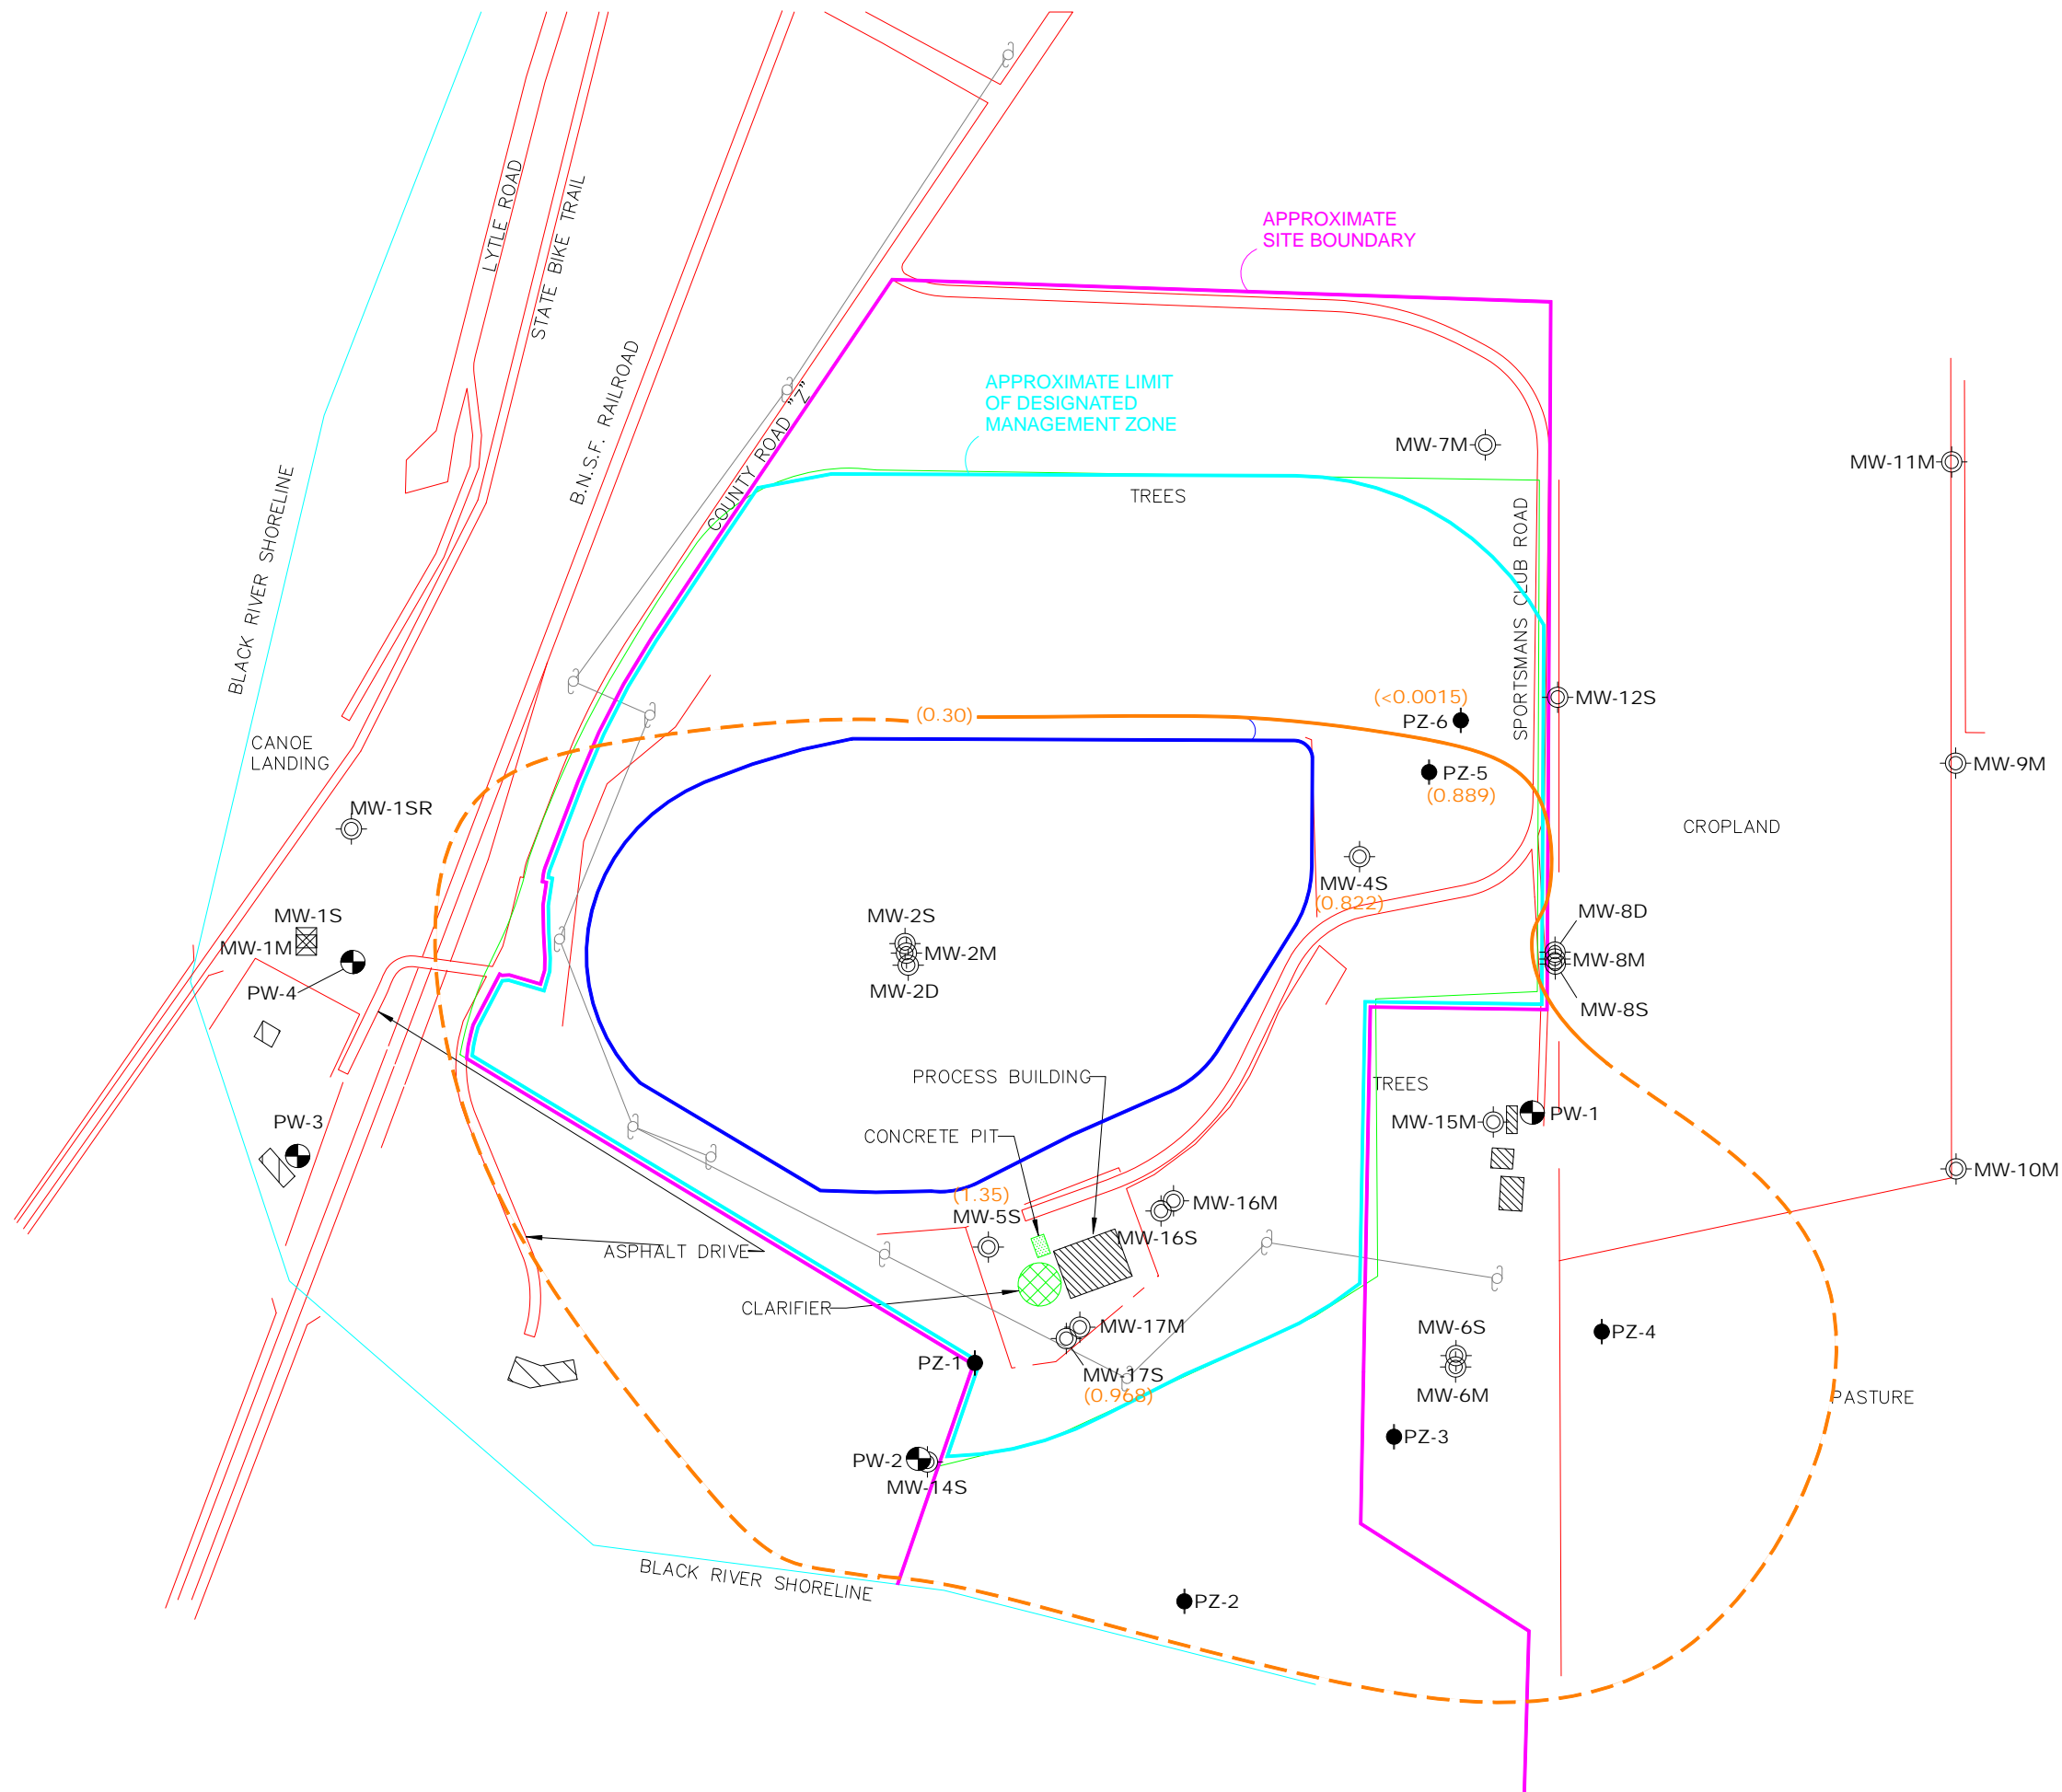 APPROXIMATE
SITE BOUNDARY
LYTLE ROAD
STATE BIKE TRAIL
B.N.S.F. RAILROAD
COUNTY ROAD "Z"
APPROXIMATE LIMIT
OF DESIGNATED
MANAGEMENT ZONE
MW-7M
MW-11M
TREES
BLACK RIVER SHORELINE
SPORTSMANS CLUB ROAD
(<0.0015)
MW-12S
(0.30)
PZ-6
CANOE
LANDING
MW-9M
PZ-5
(0.889)
MW-1SR
CROPLAND
MW-4S
(0.822)
MW-1S
MW-2S
MW-8D
MW-1M
MW-2M
MW-8M
PW-4
MW-2D
MW-8S
PROCESS BUILDING
TREES
PW-3
PW-1
MW-15M
CONCRETE PIT
MW-10M
(1.35)
MW-5S
MW-16M
MW-16S
ASPHALT DRIVE
CLARIFIER
MW-17M
MW-6S
PZ-4
PZ-1
MW-17S
(0.968)
MW-6M
PASTURE
PZ-3
PW-2
MW-14S
BLACK RIVER SHORELINE
PZ-2